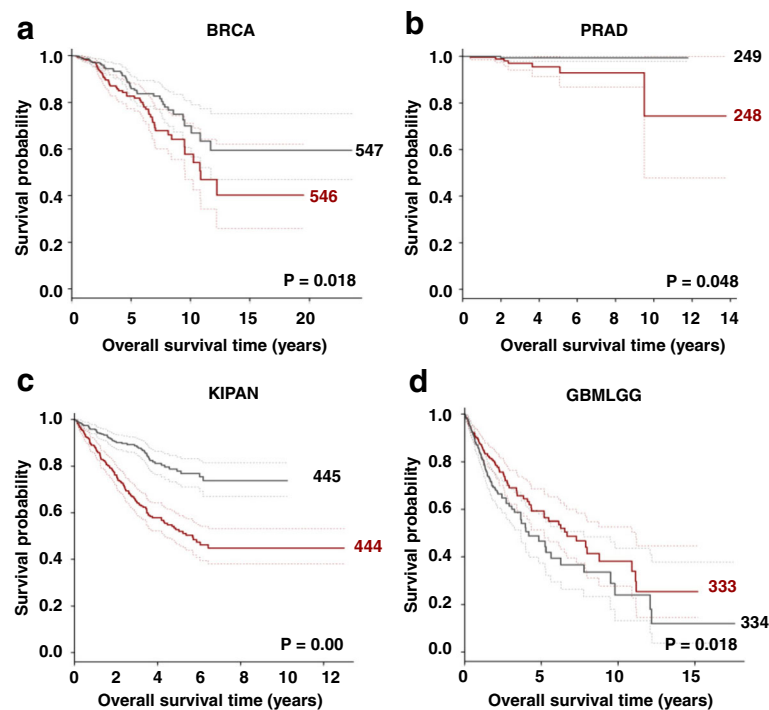 a
BRCA
Survival probability
1.0
0.8
0.6
0.4
0.2
0.0
547
546
P = 0.018
0 5 10 15 20
Overall survival time (years)
b
PRAD
Survival probability
1.0
0.8
0.6
0.4
0.2
0.0
249
248
P = 0.048
0 2 4 6 8 10 12 14
Overall survival time (years)
c
KIPAN
Survival probability
1.0
0.8
0.6
0.4
0.2
0.0
445
444
P = 0.00
0 2 4 6 8 10 12
Overall survival time (years)
d
GBMLGG
Survival probability
1.0
0.8
0.6
0.4
0.2
0.0
333
334
P = 0.018
0 5 10 15
Overall survival time (years)